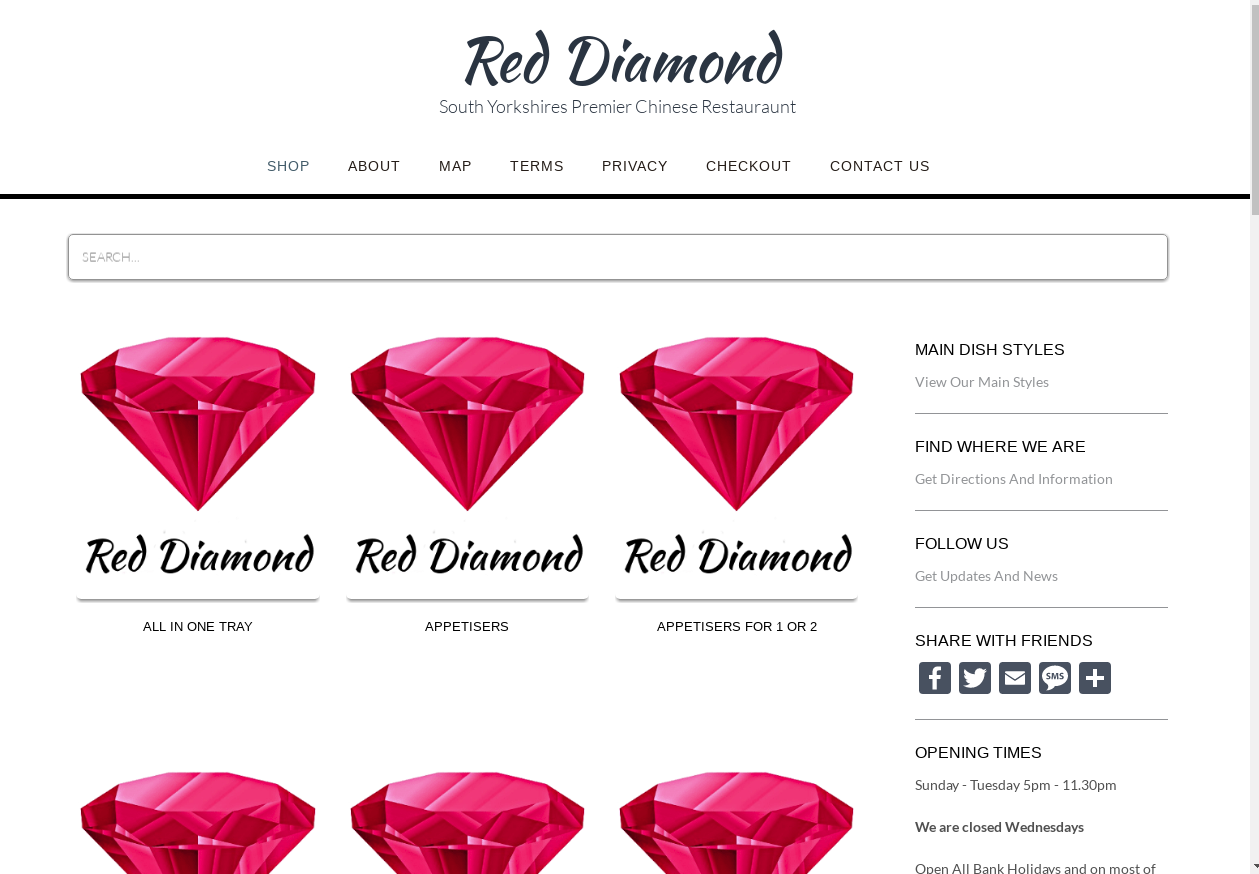 Red Diamond
South Yorkshires Premier Chinese Restauraunt
SHOP ABOUT MAP TERMS PRIVACY CHECKOUT CONTACT US
SEARCH...
Red Diamond
Red Diamond
Red Diamond
ALL IN ONE TRAY
APPETISERS
APPETISERS FOR 1 OR 2
MAIN DISH STYLES
View Our Main Styles
FIND WHERE WE ARE
Get Directions And Information
FOLLOW US
Get Updates And News
SHARE WITH FRIENDS
SMS
OPENING TIMES
Sunday - Tuesday 5pm - 11.30pm
We are closed Wednesdays
Open All Bank Holidays and on most of